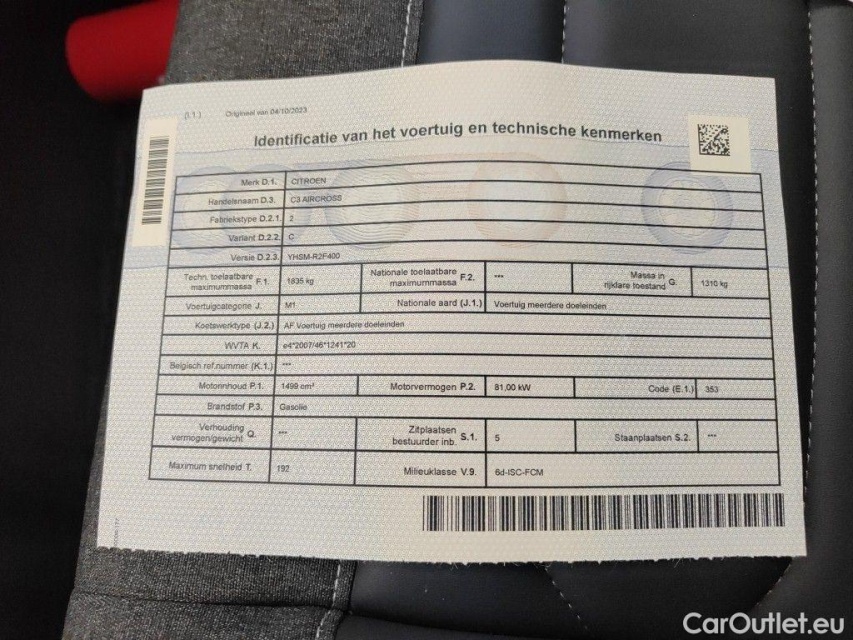 (I.1.) Origineel van 04/10/2023
Identificatie van het voertuig en technische kenmerken
Merk D.1. CITROEN
Handelsnaam D.3. C3 AIRCROSS
Fabriekstype D.2.1. 2
Variant D.2.2. C
Versie D.2.3. YHSM-R2F400
Techn. toelaatbare maximummassa F.1. 1835 kg Nationale toelaatbare maximummassa F.2. --- Massa in rijklare toestand G. 1310 kg
Voertuigcategorie J. M1 Nationale aard (J.1.) Voertuig meerdere doeleinden
Koetswerktype (J.2.) AF Voertuig meerdere doeleinden
WVTA K. e4*2007/46*1241*20
Belgisch ref.nummer (K.1.) ---
Motorinhoud P.1. 1499 cm³ Motorvermogen P.2. 81,00 kW Code (E.1.) 353
Brandstof P.3. Gasolie
Verhouding vermogen/gewicht Q. --- Zitplaatsen bestuurder inb. S.1. 5 Staanplaatsen S.2. ---
Maximum snelheid T. 192 Milieuklasse V.9. 6d-ISC-FCM
CarOutlet.eu